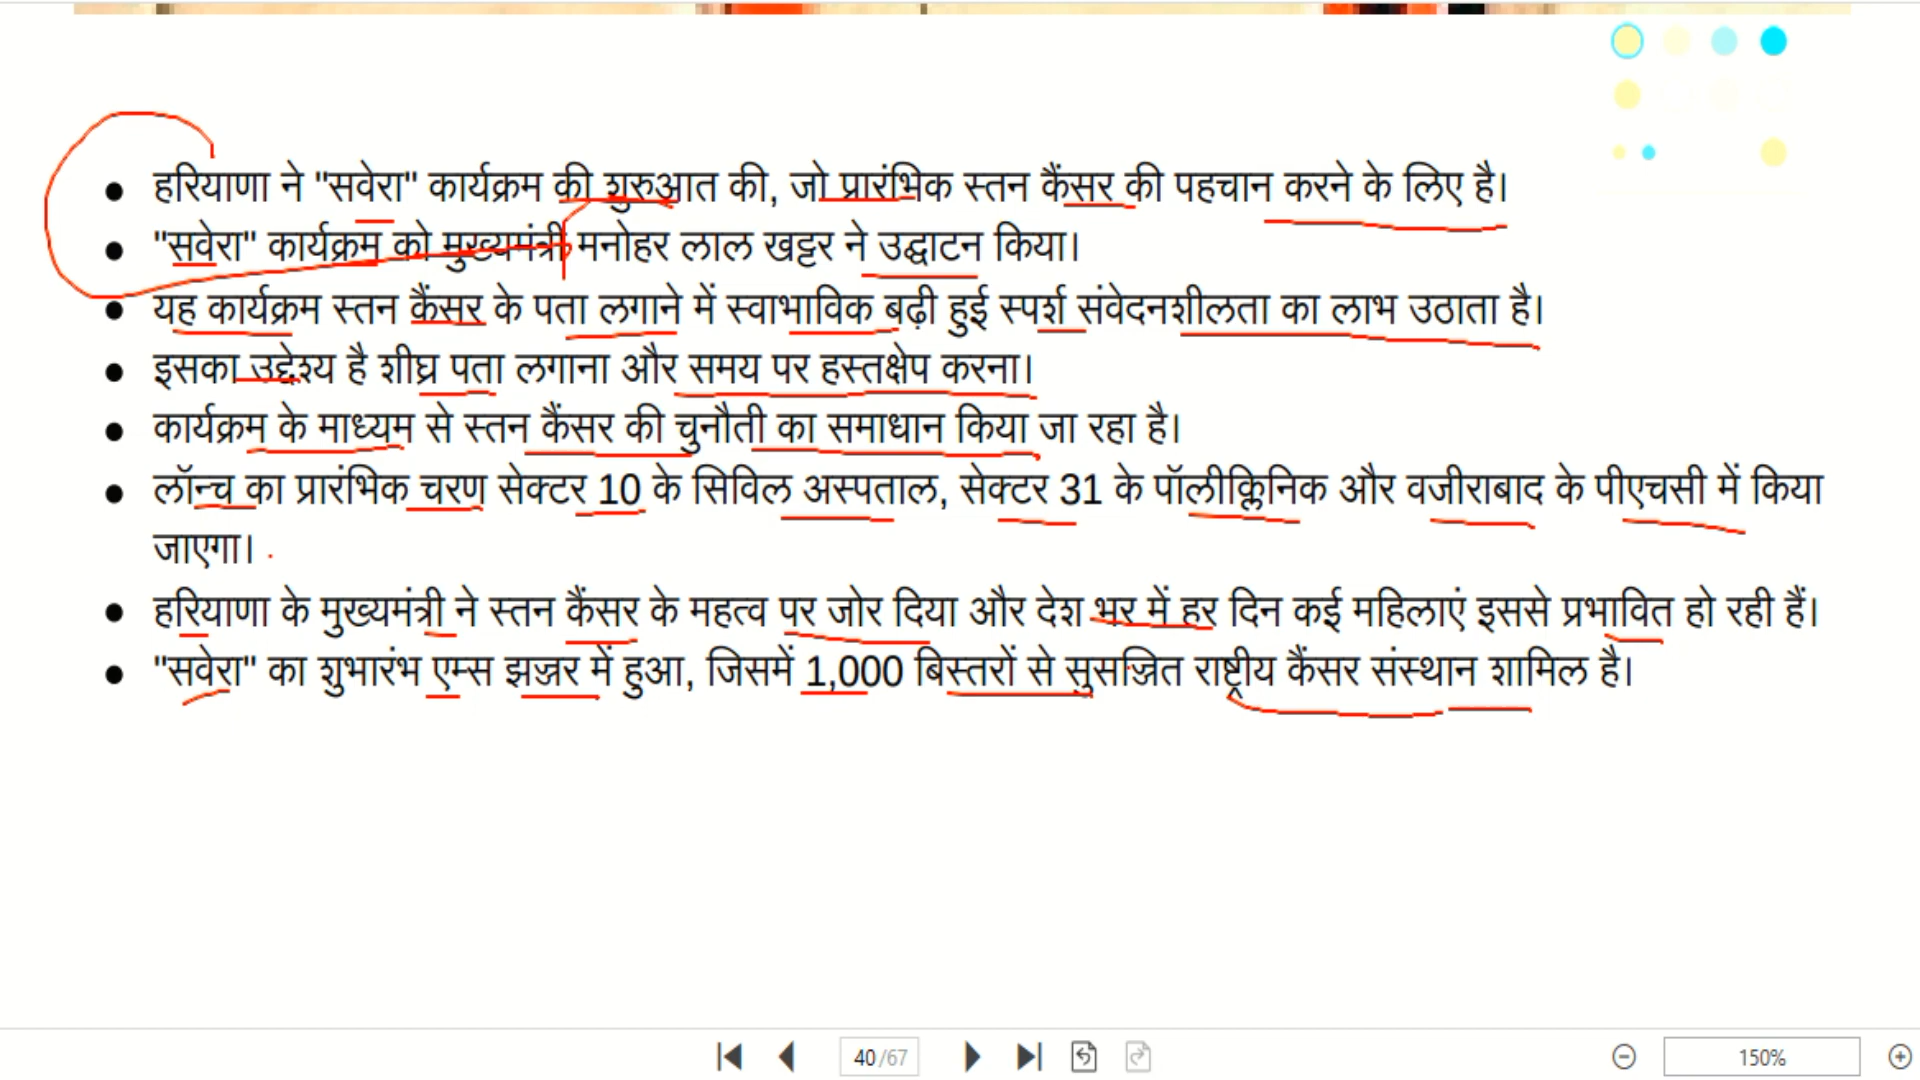 ● हरियाणा ने "सवेरा" कार्यक्रम की शुरुआत की, जो प्रारंभिक स्तन कैंसर की पहचान करने के लिए है।
● "सवेरा" कार्यक्रम को मुख्यमंत्री मनोहर लाल खट्टर ने उद्घाटन किया।
● यह कार्यक्रम स्तन कैंसर के पता लगाने में स्वाभाविक बढ़ी हुई स्पर्श संवेदनशीलता का लाभ उठाता है।
● इसका उद्देश्य है शीघ्र पता लगाना और समय पर हस्तक्षेप करना।
● कार्यक्रम के माध्यम से स्तन कैंसर की चुनौती का समाधान किया जा रहा है।
● लॉन्च का प्रारंभिक चरण सेक्टर 10 के सिविल अस्पताल, सेक्टर 31 के पॉलीक्लिनिक और वजीराबाद के पीएचसी में किया
जाएगा।
● हरियाणा के मुख्यमंत्री ने स्तन कैंसर के महत्व पर जोर दिया और देश भर में हर दिन कई महिलाएं इससे प्रभावित हो रही हैं।
● "सवेरा" का शुभारंभ एम्स झज्जर में हुआ, जिसमें 1,000 बिस्तरों से सुसज्जित राष्ट्रीय कैंसर संस्थान शामिल है।
40/67
150%